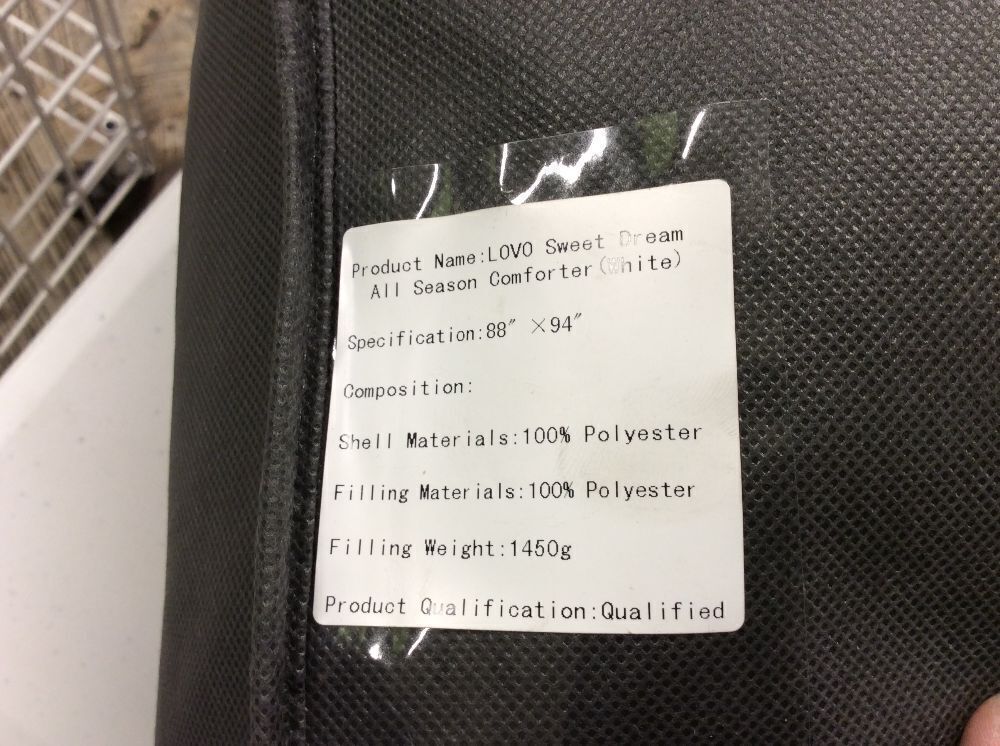 Product Name:LOVO Sweet Dream
All Season Comforter(White)
Specification:88″ ×94″
Composition:
Shell Materials:100% Polyester
Filling Materials:100% Polyester
Filling Weight:1450g
Product Qualification:Qualified